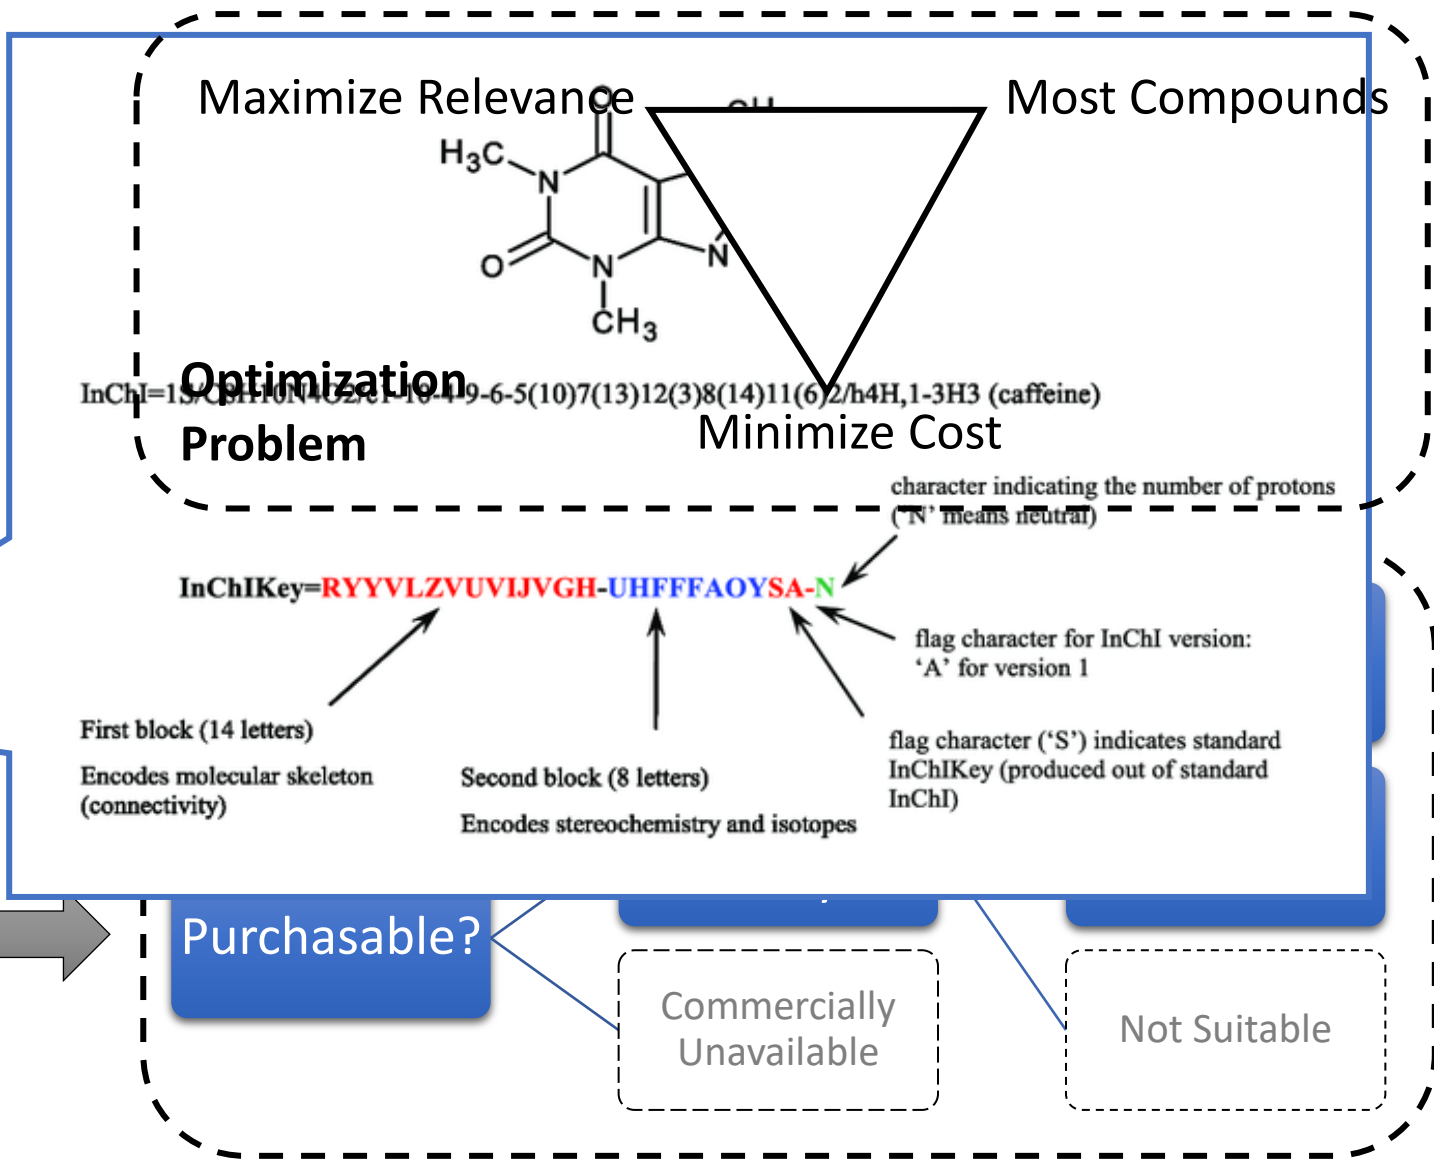 Maximize Relevance
Most Compounds
O
H3C
N
O
N
N
CH3
Optimization
Problem
InChI=1S/C8H10N4O2/c1-10-4-9-6-5(10)7(13)12(3)8(14)11(6)2/h4H,1-3H3 (caffeine)
Minimize Cost
character indicating the number of protons
(‘N’ means neutral)
InChIKey=RYYVLZVUVIJVGH-UHFFFAOYSA-N
flag character for InChI version:
‘A’ for version 1
First block (14 letters)
Encodes molecular skeleton
(connectivity)
Second block (8 letters)
Encodes stereochemistry and isotopes
flag character (‘S’) indicates standard
InChIKey (produced out of standard
InChI)
Purchasable?
Commercially
Unavailable
Not Suitable